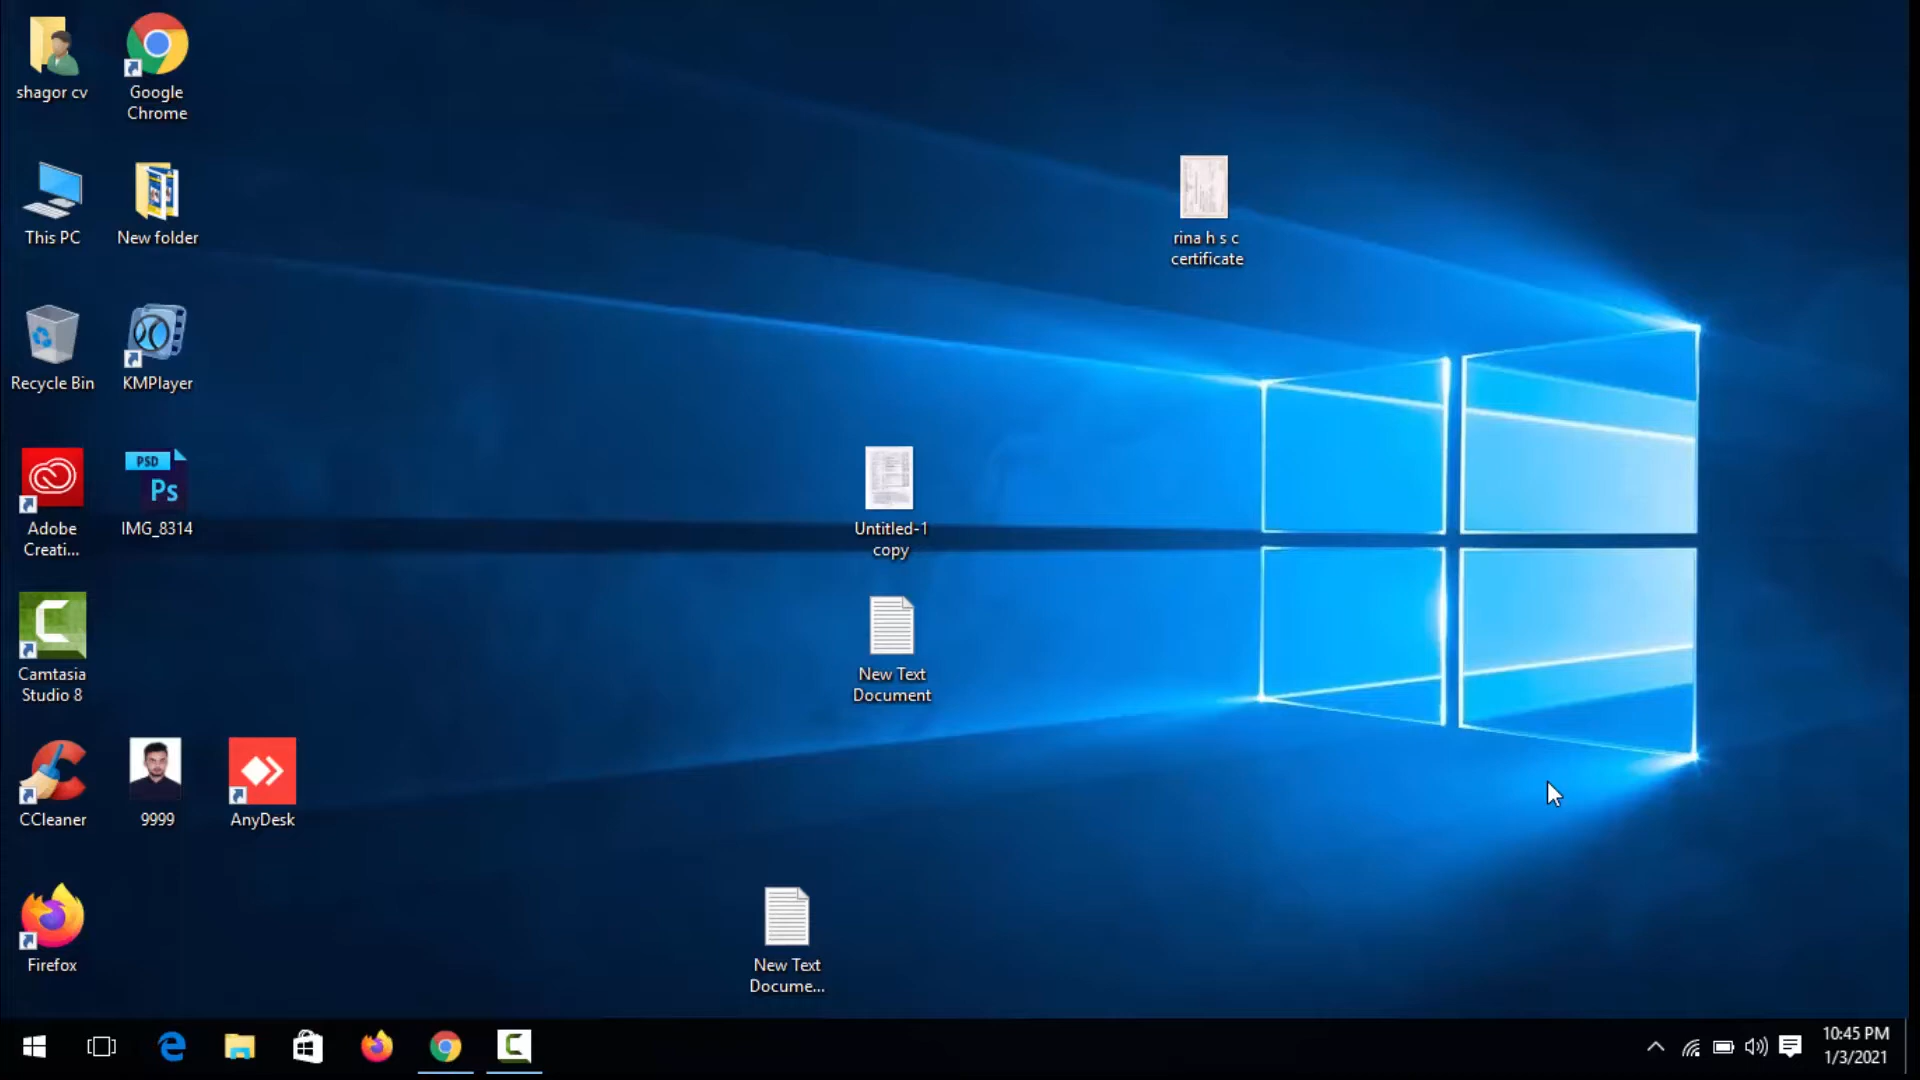 shagor cv
Google
Chrome
This PC
New folder
rina h s c
certificate
Recycle Bin
KMPlayer
Adobe
Creati...
PSD
Ps
IMG_8314
Untitled-1
copy
Camtasia
Studio 8
New Text
Document
CCleaner
9999
AnyDesk
Firefox
New Text
Docume...
10:45 PM
1/3/2021